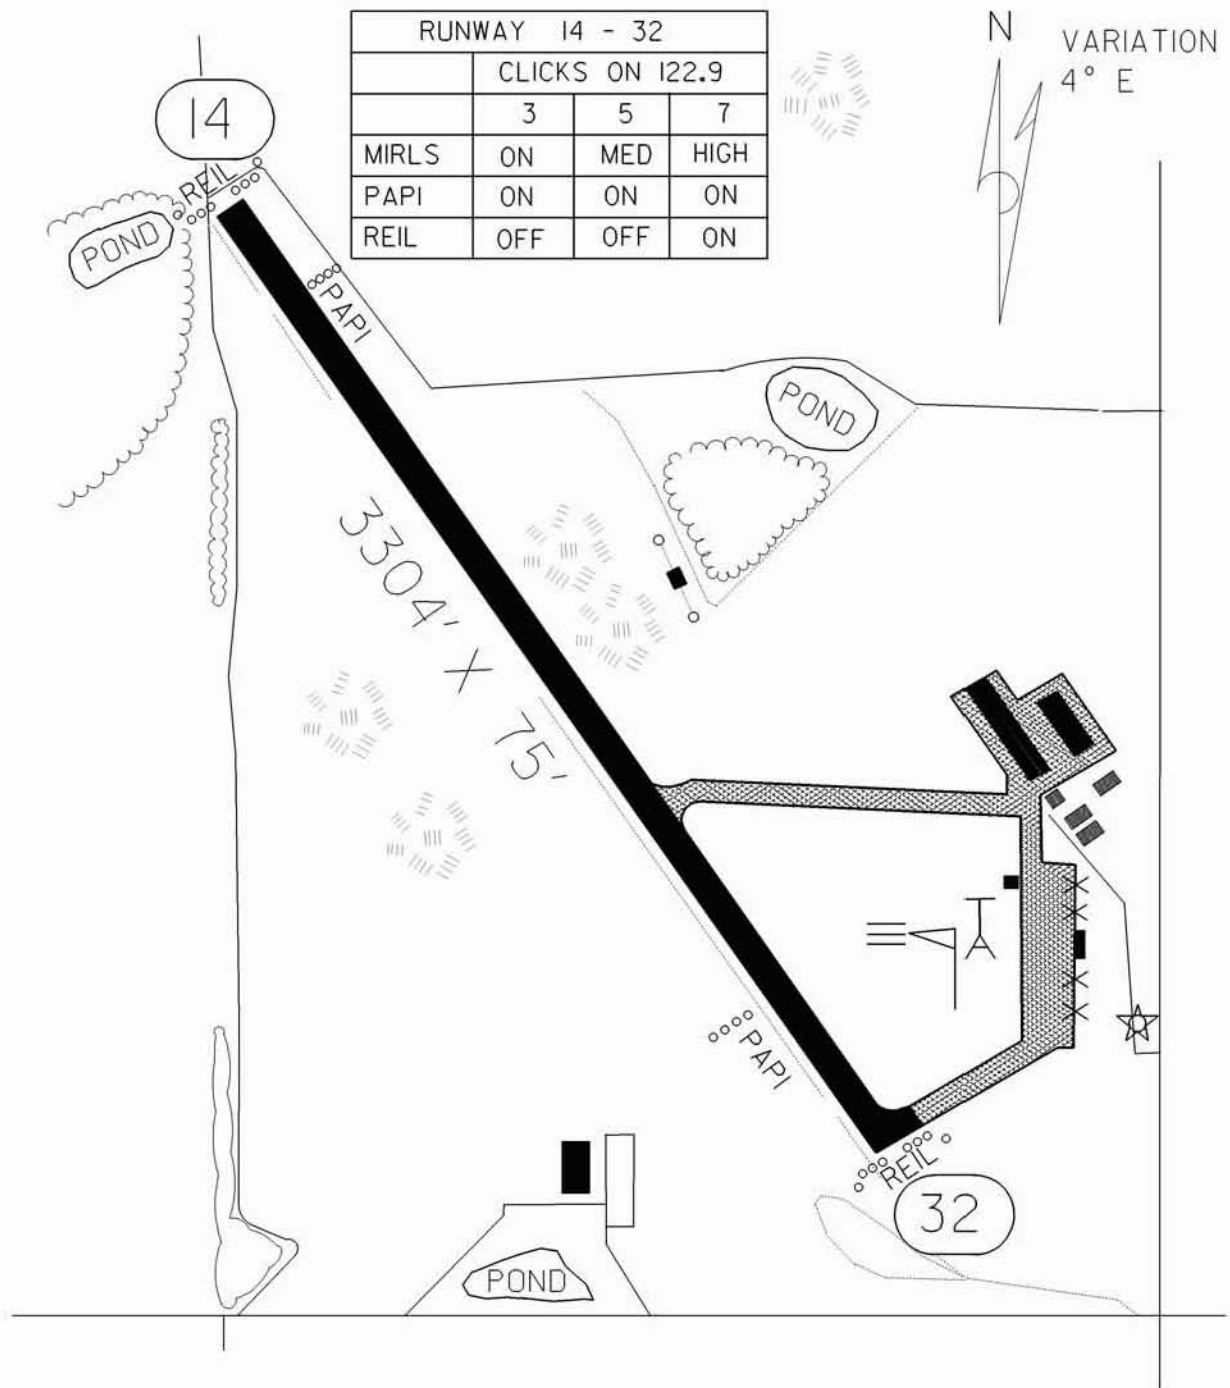 RUNWAY 14 - 32
CLICKS ON 122.9
3 5 7
MIRLS ON MED HIGH
PAPI ON ON ON
REIL OFF OFF ON
N
VARIATION
4° E
14
REIL
POND
PAPI
POND
3304' X 75'
PAPI
REIL
32
POND